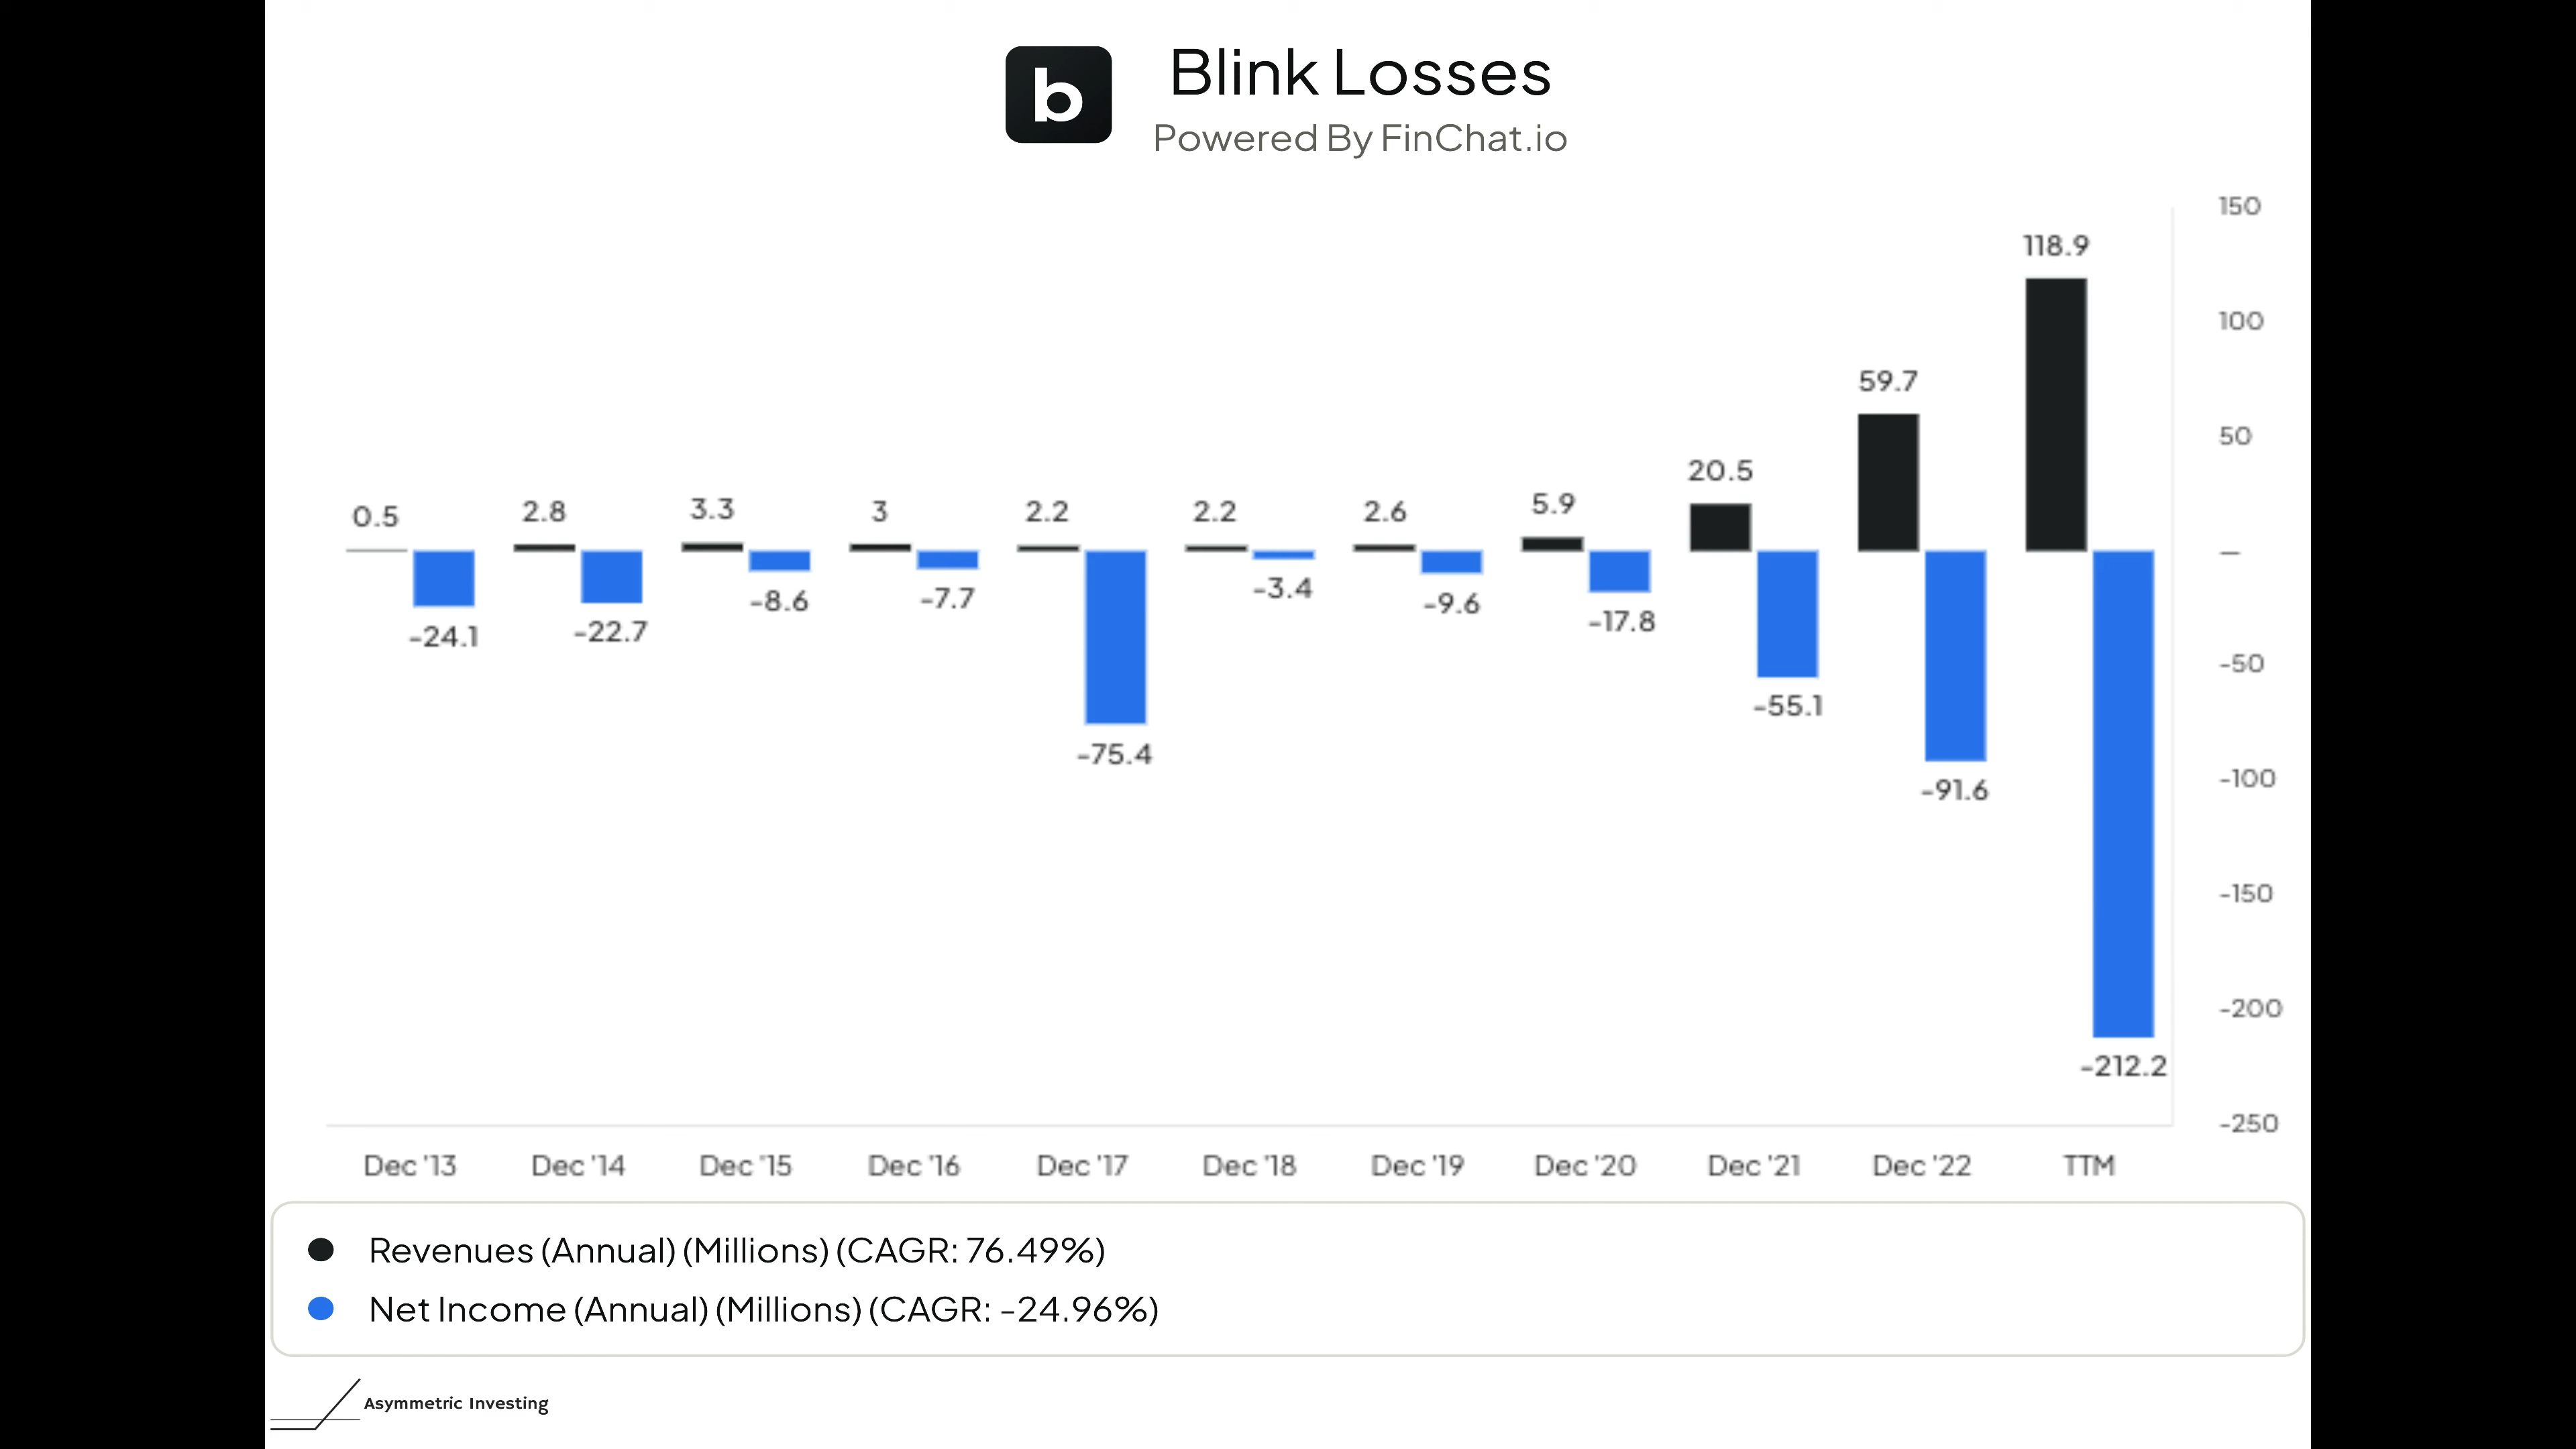 b
Blink Losses
Powered By FinChat.io
150
118.9
100
59.7
50
20.5
0.5 2.8 3.3 3 2.2 2.2 2.6 5.9
—
-24.1 -22.7 -8.6 -7.7 -75.4 -3.4 -9.6 -17.8 -55.1 -91.6 -212.2
-50
-100
-150
-200
-250
Dec '13 Dec '14 Dec '15 Dec '16 Dec '17 Dec '18 Dec '19 Dec '20 Dec '21 Dec '22 TTM
Revenues (Annual) (Millions) (CAGR: 76.49%)
Net Income (Annual) (Millions) (CAGR: -24.96%)
Asymmetric Investing